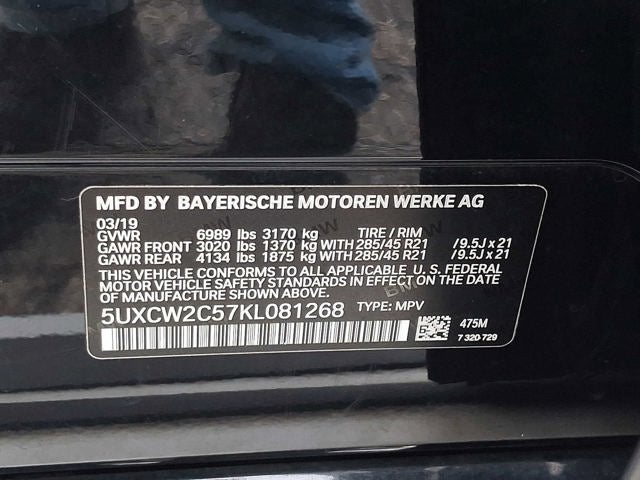 MFD BY BAYERISCHE MOTOREN WERKE AG
03/19
GVWR 6989 lbs 3170 kg TIRE / RIM
GAWR FRONT 3020 lbs 1370 kg WITH 285/45 R21 /9.5J x 21
GAWR REAR 4134 lbs 1875 kg WITH 285/45 R21 /9.5J x 21
THIS VEHICLE CONFORMS TO ALL APPLICABLE U. S. FEDERAL
MOTOR VEHICLE SAFETY STANDARDS IN EFFECT ON THE
DATE OF MANUFACTURE SHOWN ABOVE.
5UXCW2C57KL081268 TYPE: MPV
475M
7 320 729